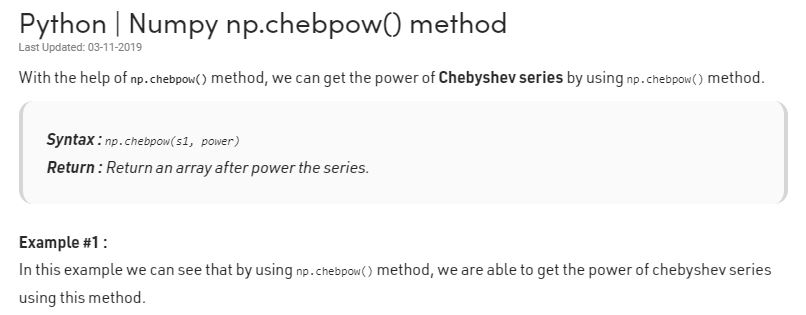 Python | Numpy np.chebpow() method
Last Updated: 03-11-2019
With the help of np.chebpow() method, we can get the power of Chebyshev series by using np.chebpow() method.
Syntax : np.chebpow(s1, power)
Return : Return an array after power the series.
Example #1 :
In this example we can see that by using np.chebpow() method, we are able to get the power of chebyshev series
using this method.